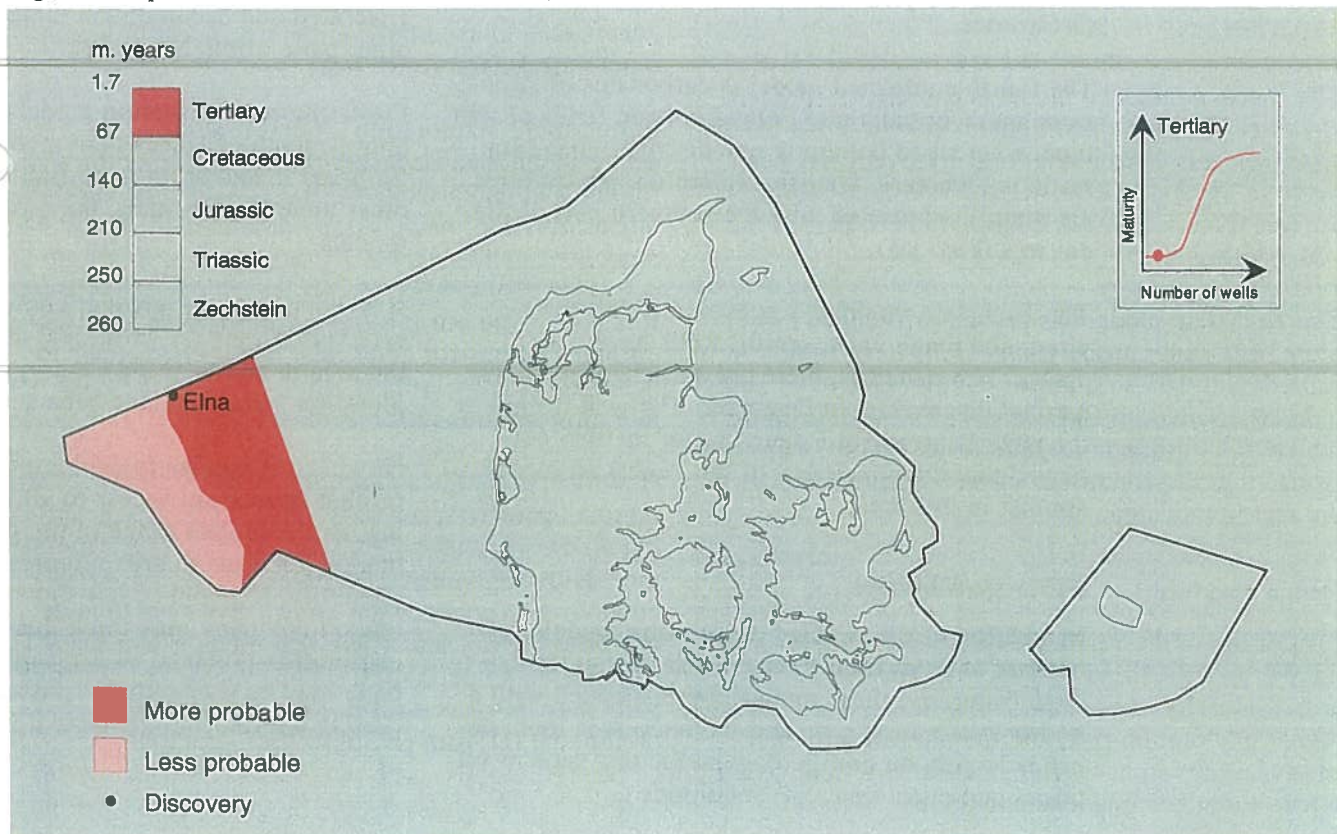 m. years
1.7
Tertiary
67
Cretaceous
140
Jurassic
210
Triassic
250
Zechstein
260
Tertiary
Maturity
Number of wells
Elna
More probable
Less probable
Discovery